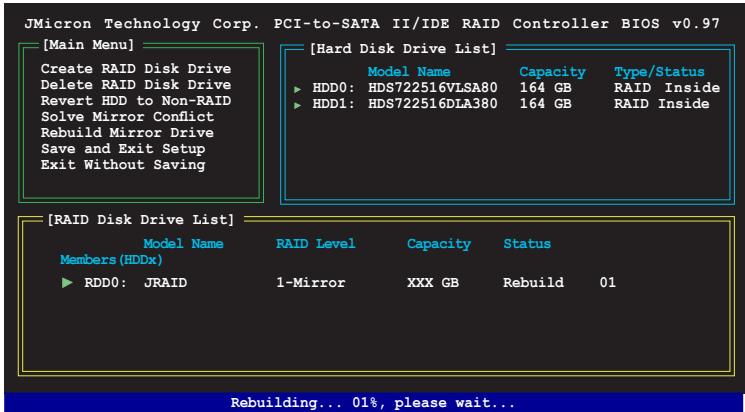 JMicron Technology Corp. PCI-to-SATA II/IDE RAID Controller BIOS v0.97
[Main Menu]
Create RAID Disk Drive
Delete RAID Disk Drive
Revert HDD to Non-RAID
Solve Mirror Conflict
Rebuild Mirror Drive
Save and Exit Setup
Exit Without Saving
[Hard Disk Drive List]
Model Name Capacity Type/Status
HDD0: HDS722516VLSA80 164 GB RAID Inside
HDD1: HDS722516DLA380 164 GB RAID Inside
[RAID Disk Drive List]
Model Name RAID Level Capacity Status
Members(HDDx)
RDD0: JRAID 1-Mirror XXX GB Rebuild 01
Rebuilding... 01%, please wait...